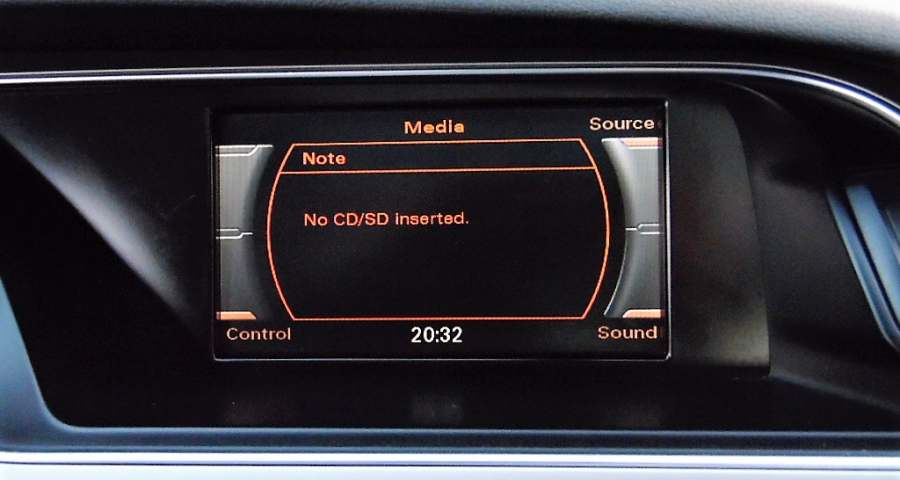 Media
Source
Note
No CD/SD inserted.
Control
20:32
Sound